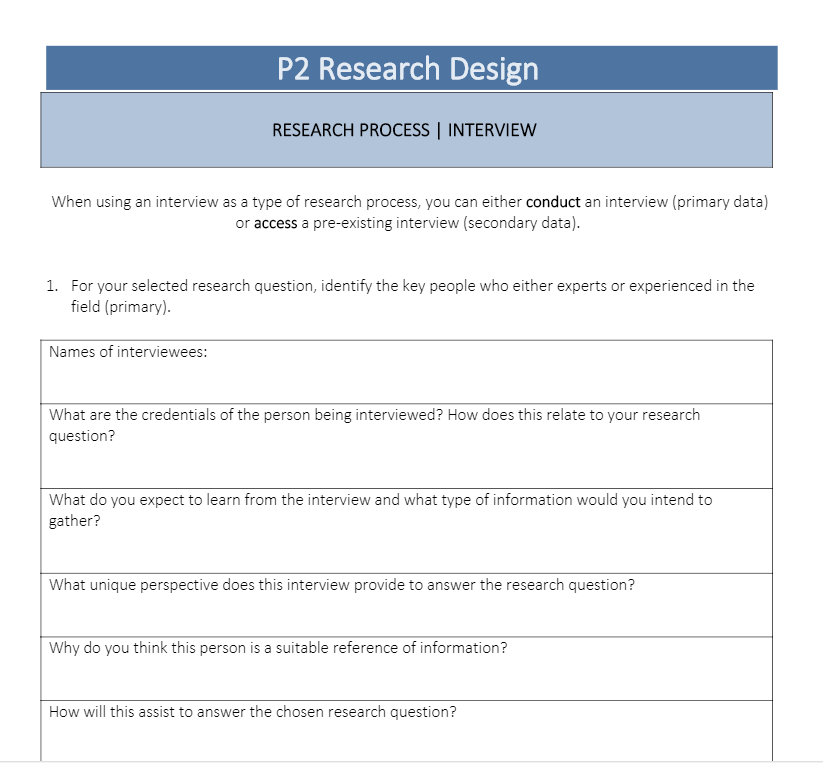 P2 Research Design
RESEARCH PROCESS | INTERVIEW
When using an interview as a type of research process, you can either conduct an interview (primary data)
or access a pre-existing interview (secondary data).
1. For your selected research question, identify the key people who either experts or experienced in the
field (primary).
Names of interviewees:
What are the credentials of the person being interviewed? How does this relate to your research
question?
What do you expect to learn from the interview and what type of information would you intend to
gather?
What unique perspective does this interview provide to answer the research question?
Why do you think this person is a suitable reference of information?
How will this assist to answer the chosen research question?